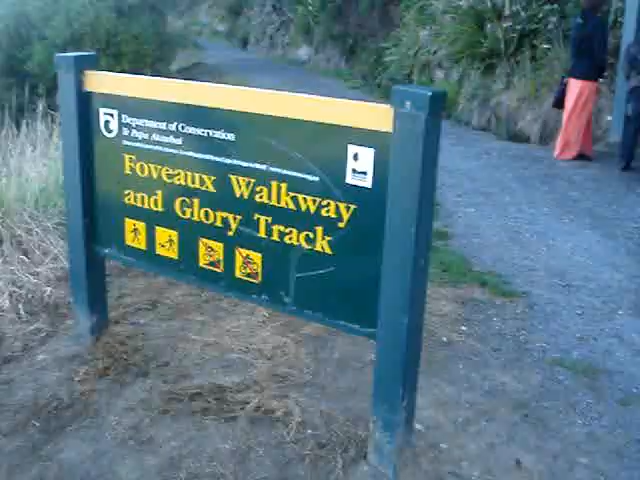 Department of Conservation
Te Papa Atawhai
Foveaux Walkway
and Glory Track